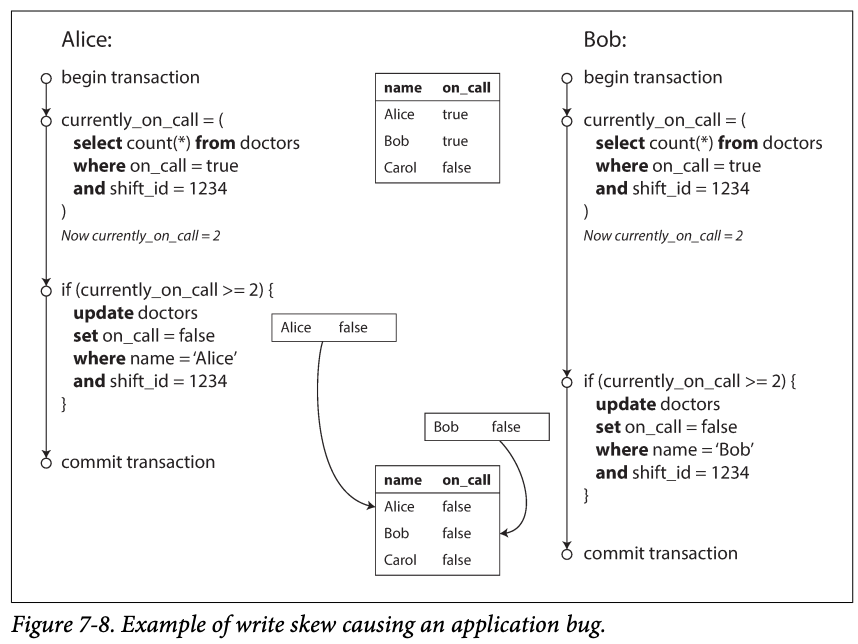 Alice:
begin transaction
currently_on_call = (
select count(*) from doctors
where on_call = true
and shift_id = 1234
)
Now currently_on_call = 2
if (currently_on_call >= 2) {
update doctors
set on_call = false
where name = ‘Alice’
and shift_id = 1234
}
commit transaction
name on_call
Alice true
Bob true
Carol false
Alice false
Bob false
name on_call
Alice false
Bob false
Carol false
Bob:
begin transaction
currently_on_call = (
select count(*) from doctors
where on_call = true
and shift_id = 1234
)
Now currently_on_call = 2
if (currently_on_call >= 2) {
update doctors
set on_call = false
where name = ‘Bob’
and shift_id = 1234
}
commit transaction
Figure 7-8. Example of write skew causing an application bug.